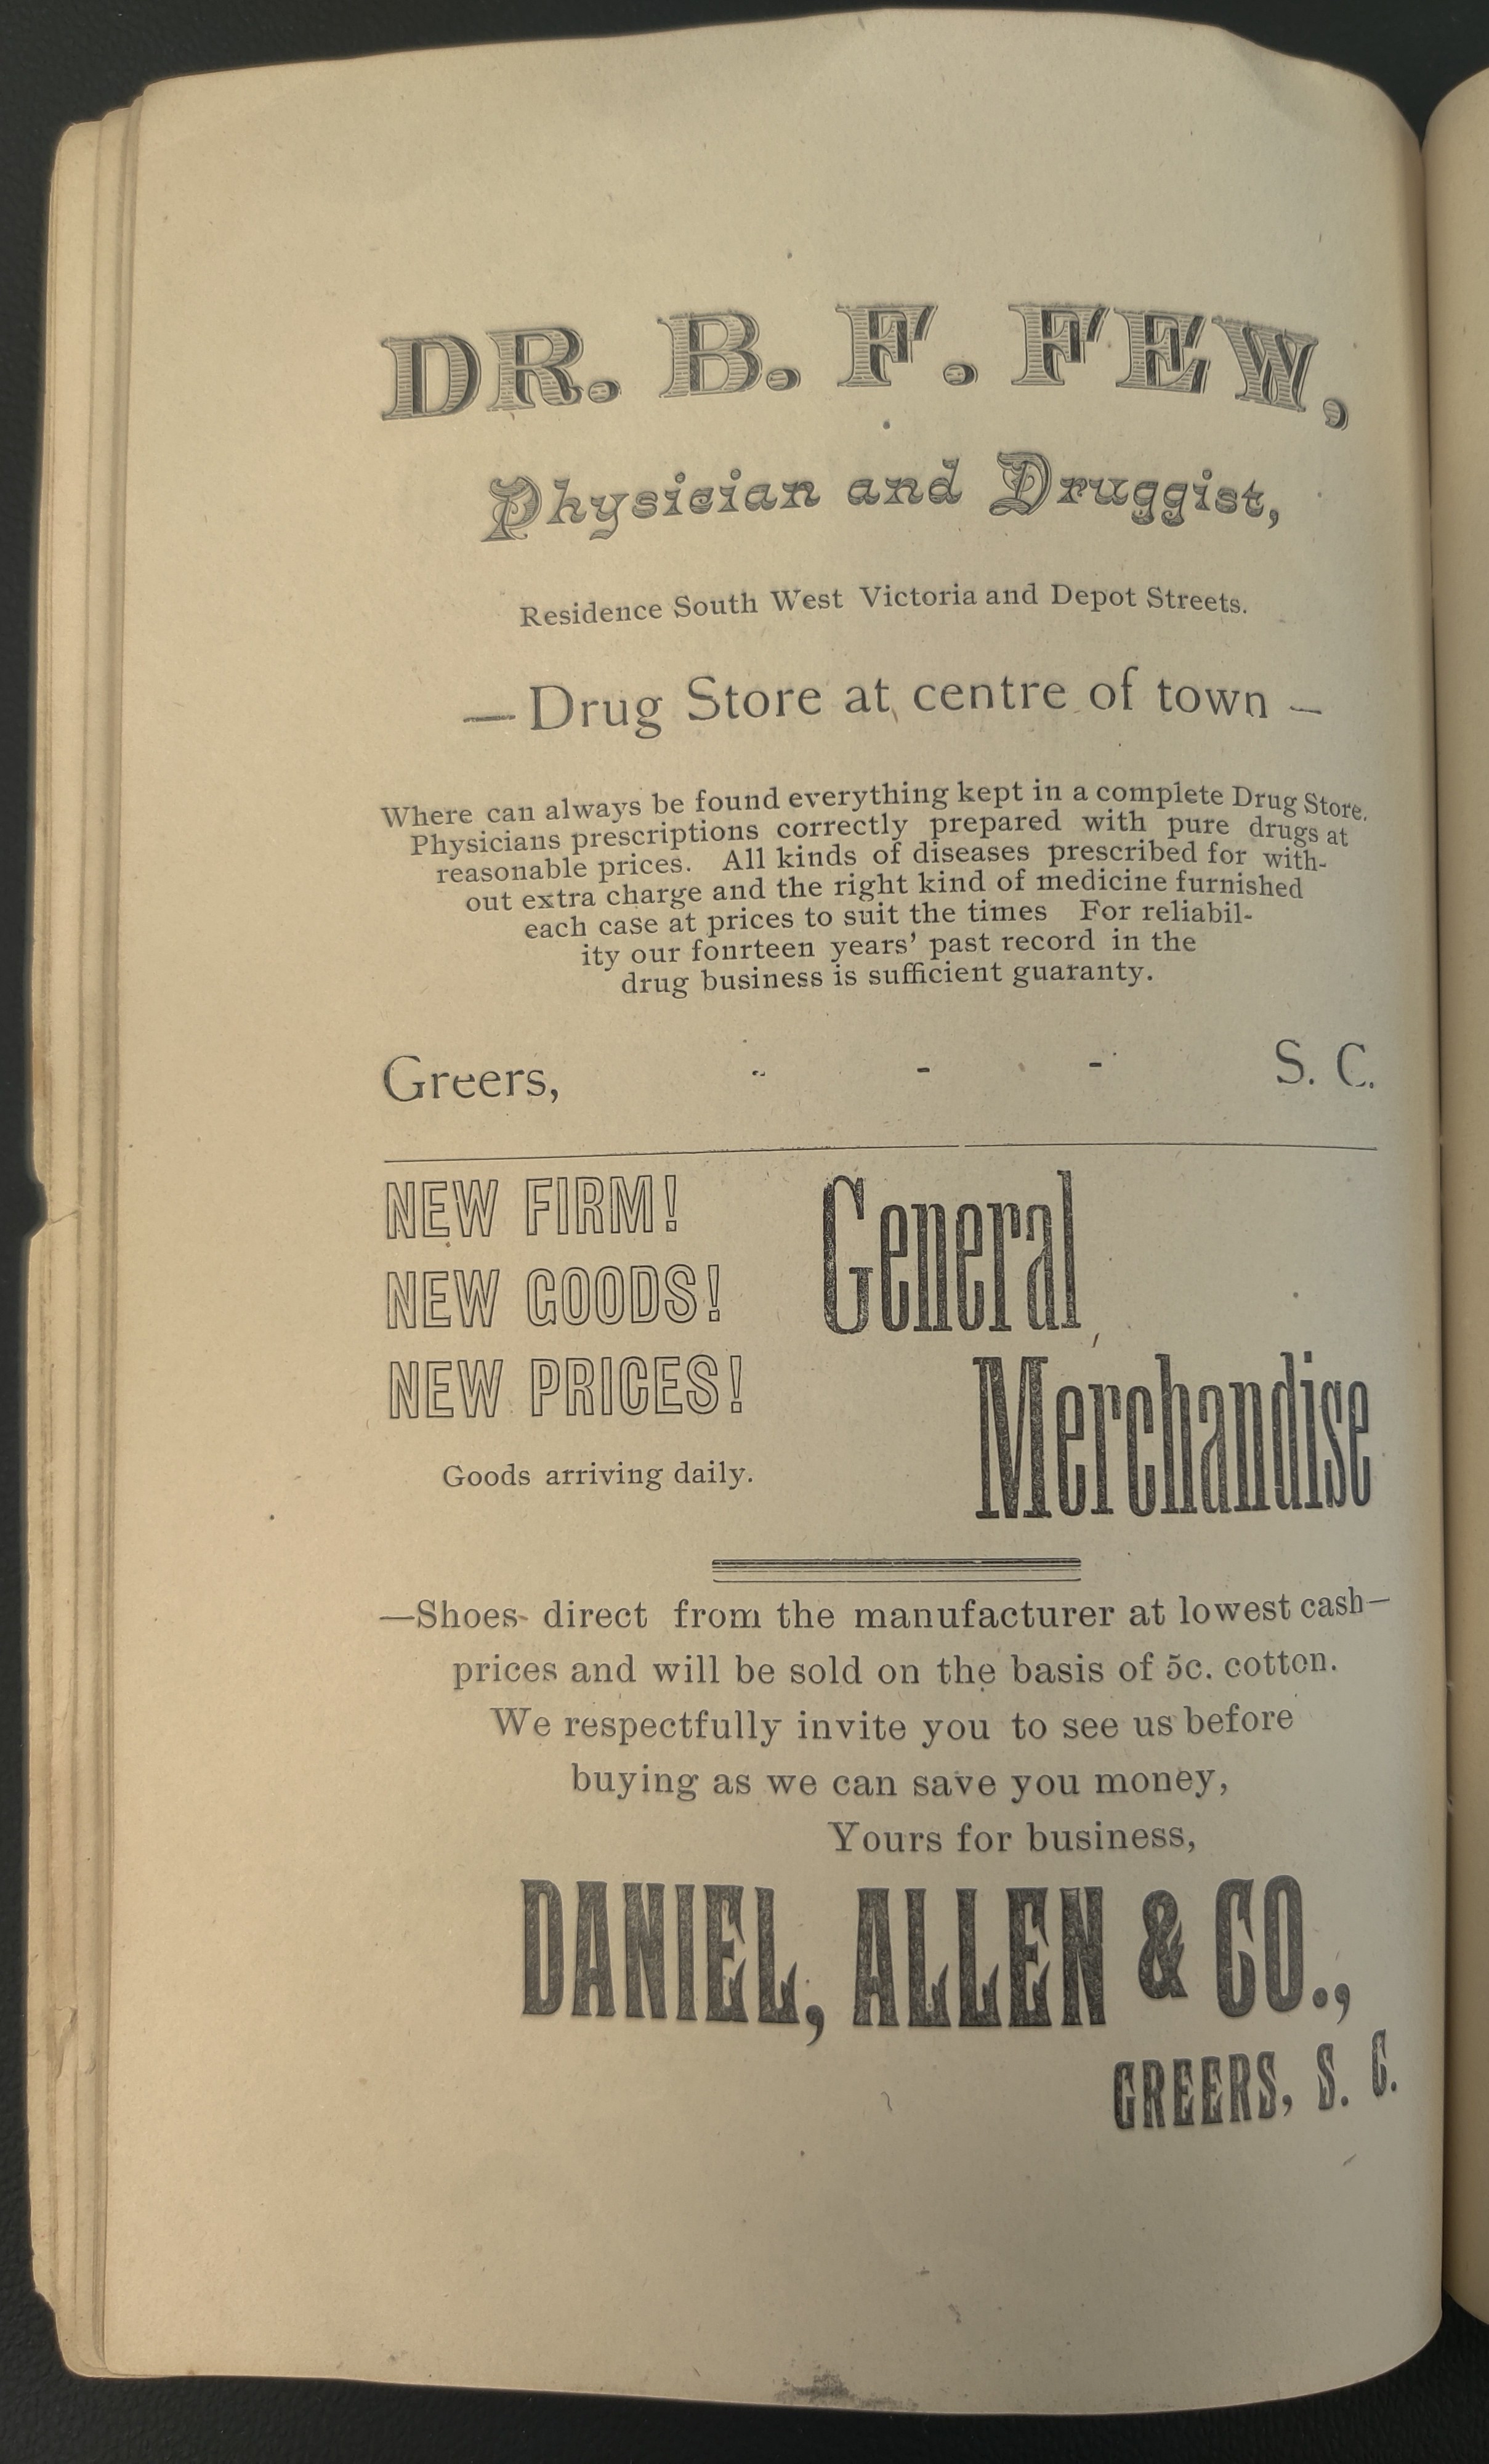 DR. B. F. FEW,
Physician and Druggist,
Residence South West Victoria and Depot Streets.
— Drug Store at centre of town —
Where can always be found everything kept in a complete Drug Store.
Physicians prescriptions correctly prepared with pure drugs at
reasonable prices. All kinds of diseases prescribed for with-
out extra charge and the right kind of medicine furnished
each case at prices to suit the times For reliabil-
ity our fonrteen years' past record in the
drug business is sufficient guaranty.
Greers, - - - S. C.
NEW FIRM!
NEW GOODS!
NEW PRICES!
Goods arriving daily.
General
Merchandise
—Shoes- direct from the manufacturer at lowest cash—
prices and will be sold on the basis of 5c. cotton.
We respectfully invite you to see us before
buying as we can save you money,
Yours for business,
DANIEL, ALLEN & CO.,
GREERS, S. C.